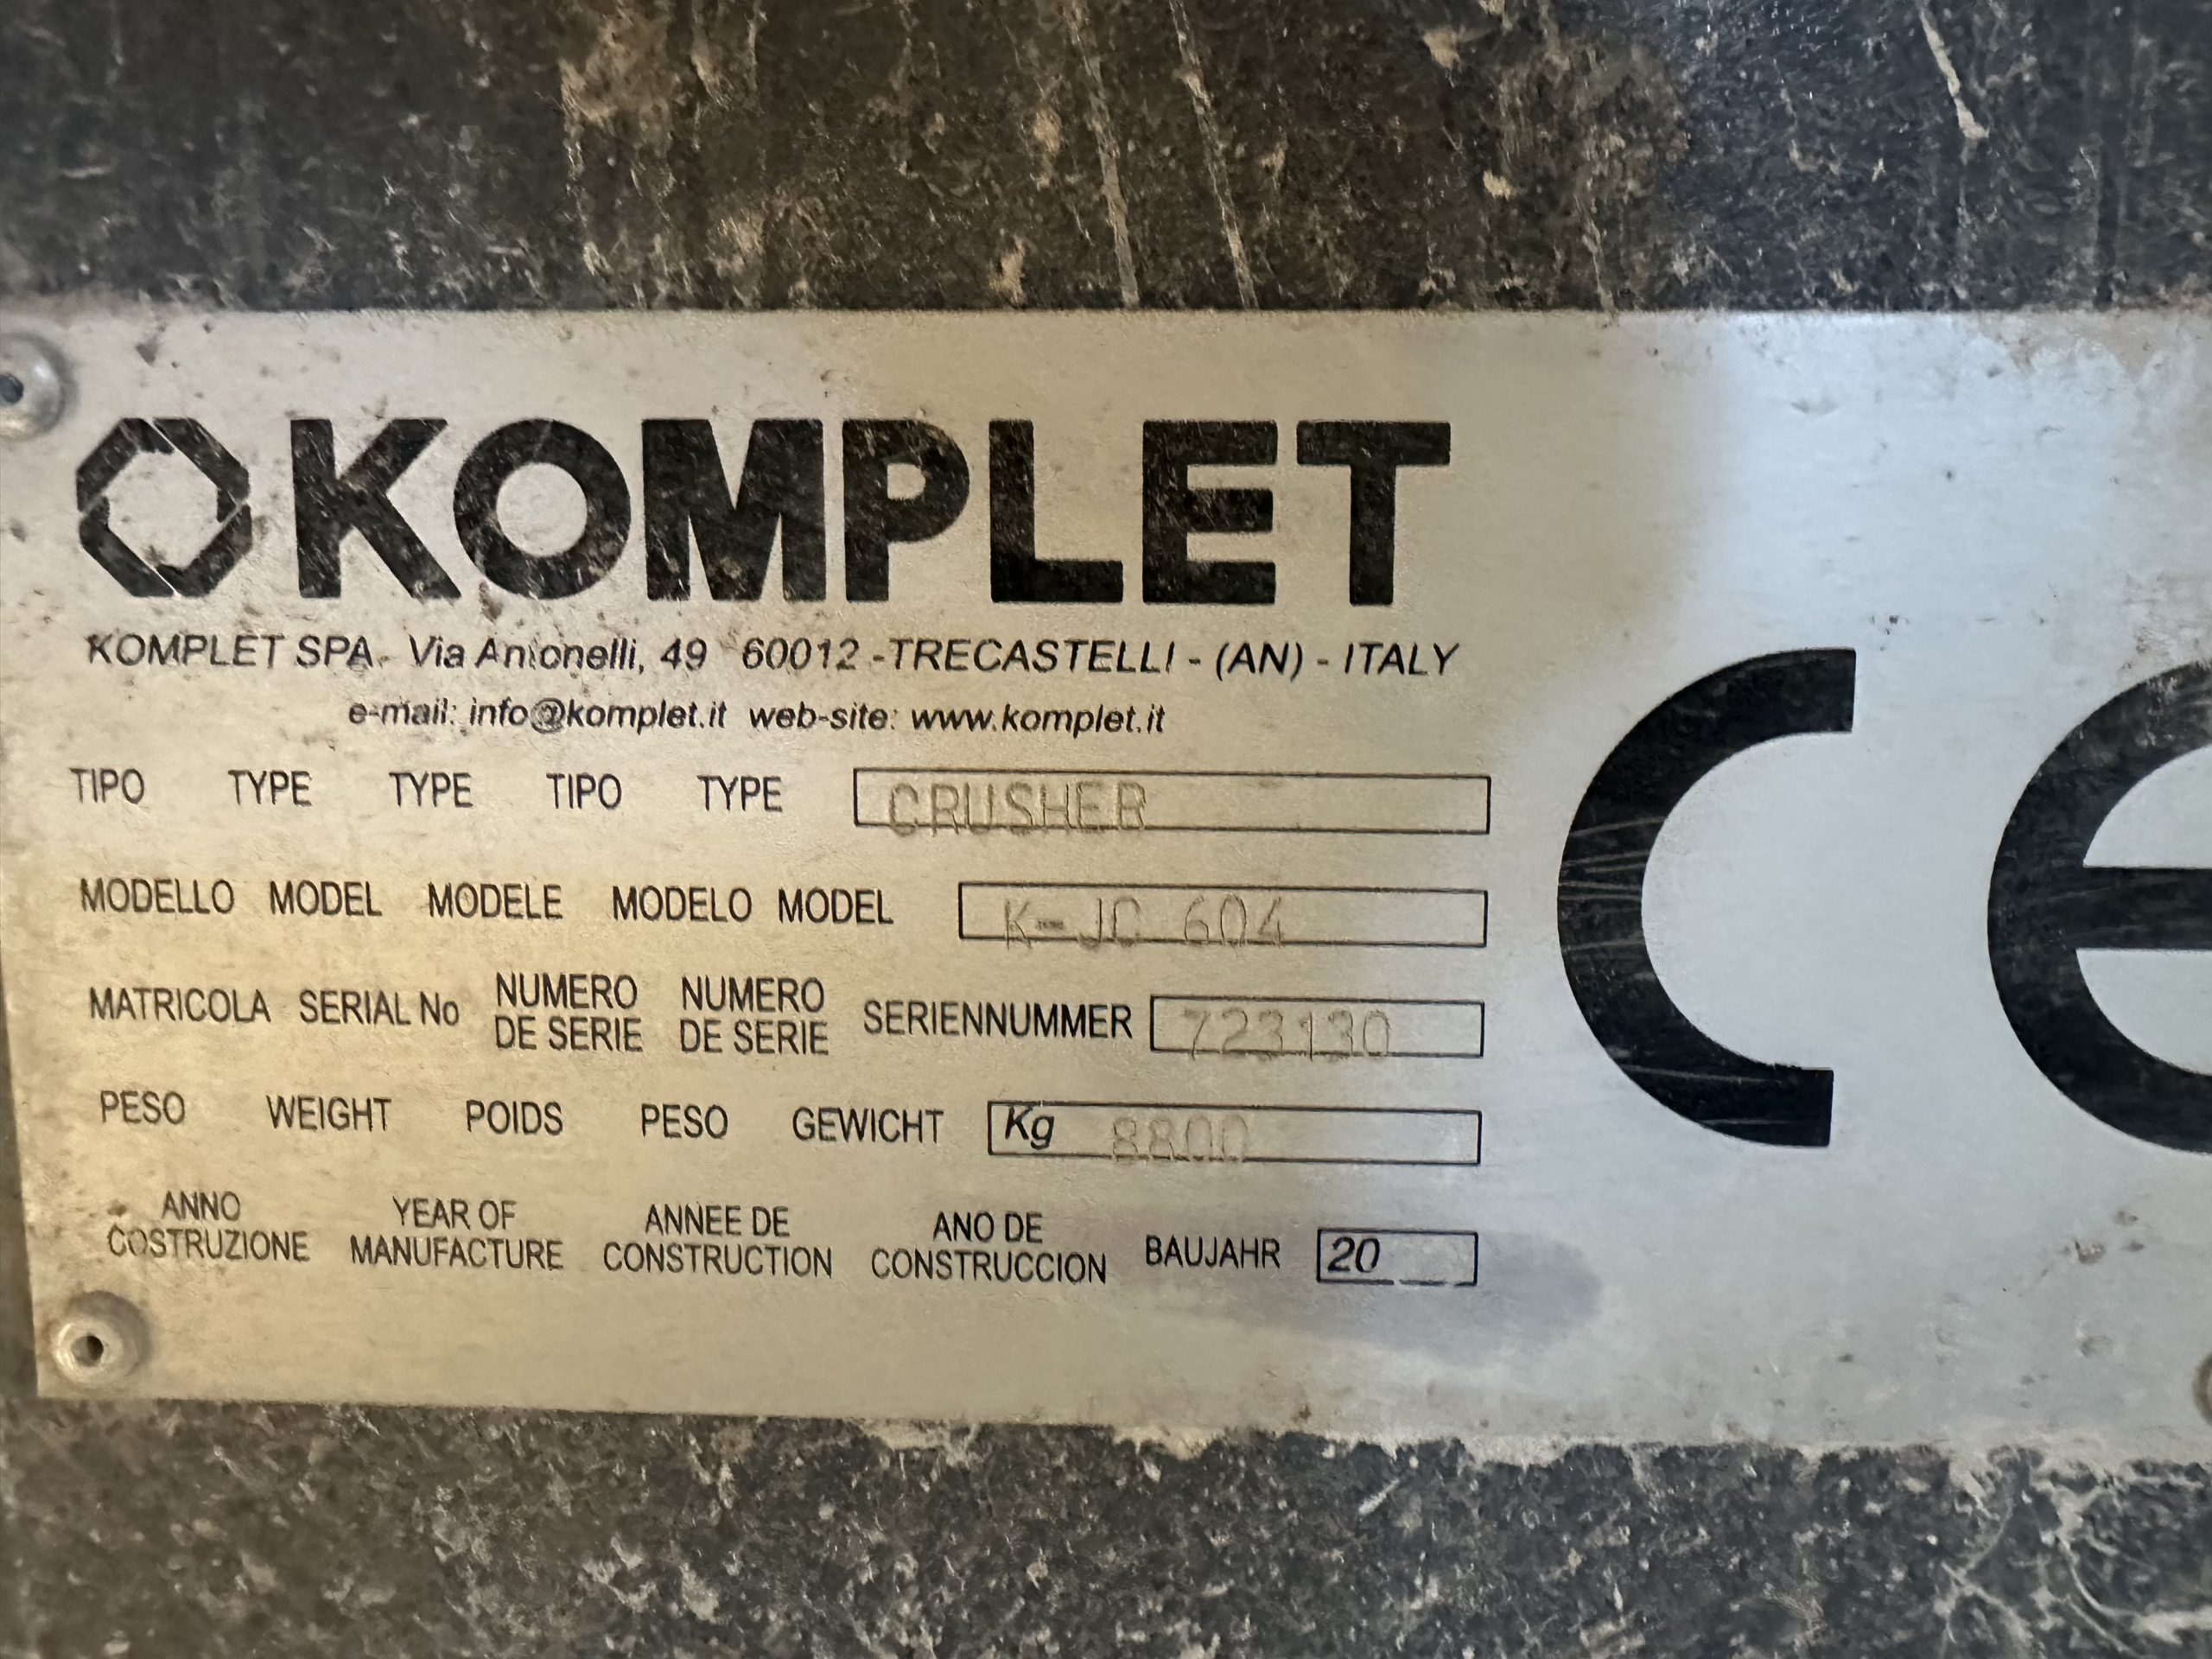 KOMPLET
KOMPLET SPA - Via Antonelli, 49 60012 - TRECASTELLI - (AN) - ITALY
e-mail: info@komplet.it web-site: www.komplet.it
TIPO TYPE TYPE TIPO TYPE CRUSHER
MODELLO MODEL MODELE MODELO MODEL K-JC 604
MATRICOLA SERIAL No NUMERO DE SERIE NUMERO DE SERIE SERIENNUMMER 723130
PESO WEIGHT POIDS PESO GEWICHT Kg 8800
ANNO COSTRUZIONE YEAR OF MANUFACTURE ANNEE DE CONSTRUCTION ANO DE CONSTRUCCION BAUJAHR 20
CE